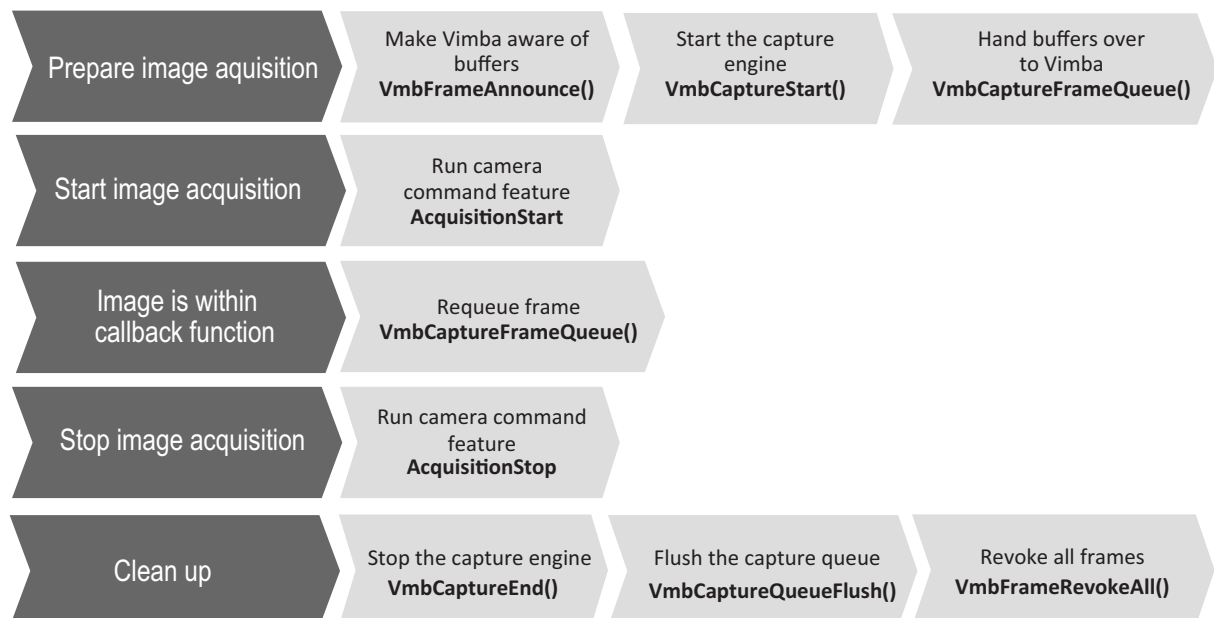 Prepare image aquisition
Make Vimba aware of
buffers
VmbFrameAnnounce()
Start the capture
engine
VmbCaptureStart()
Hand buffers over
to Vimba
VmbCaptureFrameQueue()
Start image acquisition
Run camera
command feature
AcquisitionStart
Image is within
callback function
Requeue frame
VmbCaptureFrameQueue()
Stop image acquisition
Run camera command
feature
AcquisitionStop
Clean up
Stop the capture engine
VmbCaptureEnd()
Flush the capture queue
VmbCaptureQueueFlush()
Revoke all frames
VmbFrameRevokeAll()